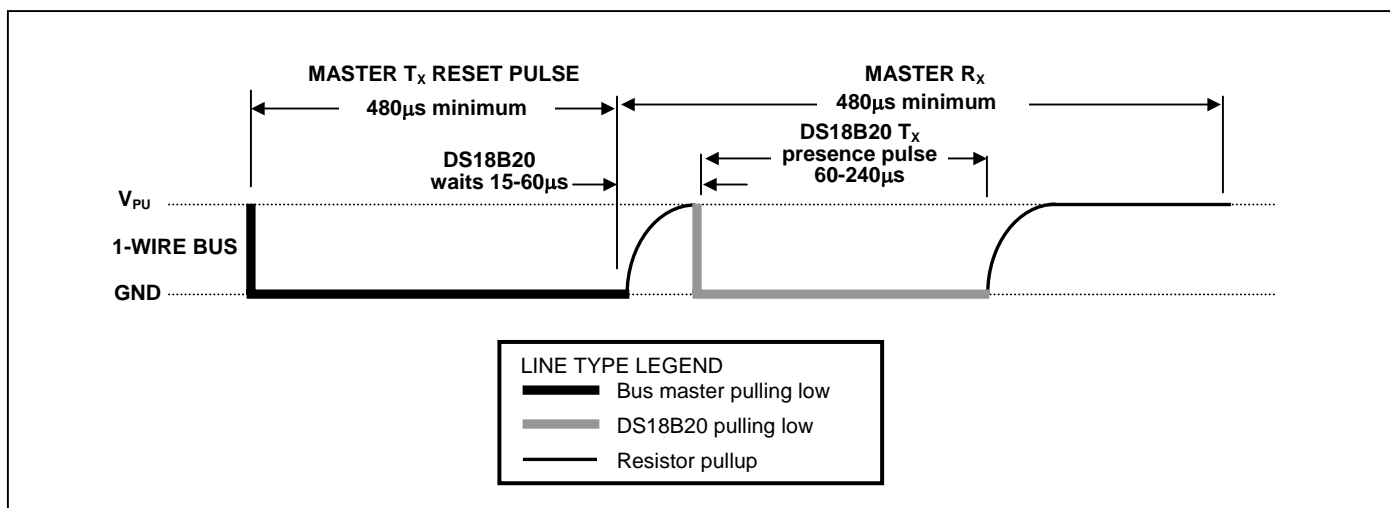 MASTER TX RESET PULSE
480µs minimum
MASTER RX
480µs minimum
DS18B20 TX
presence pulse
60-240µs
DS18B20
waits 15-60µs
VPU
1-WIRE BUS
GND
LINE TYPE LEGEND
Bus master pulling low
DS18B20 pulling low
Resistor pullup